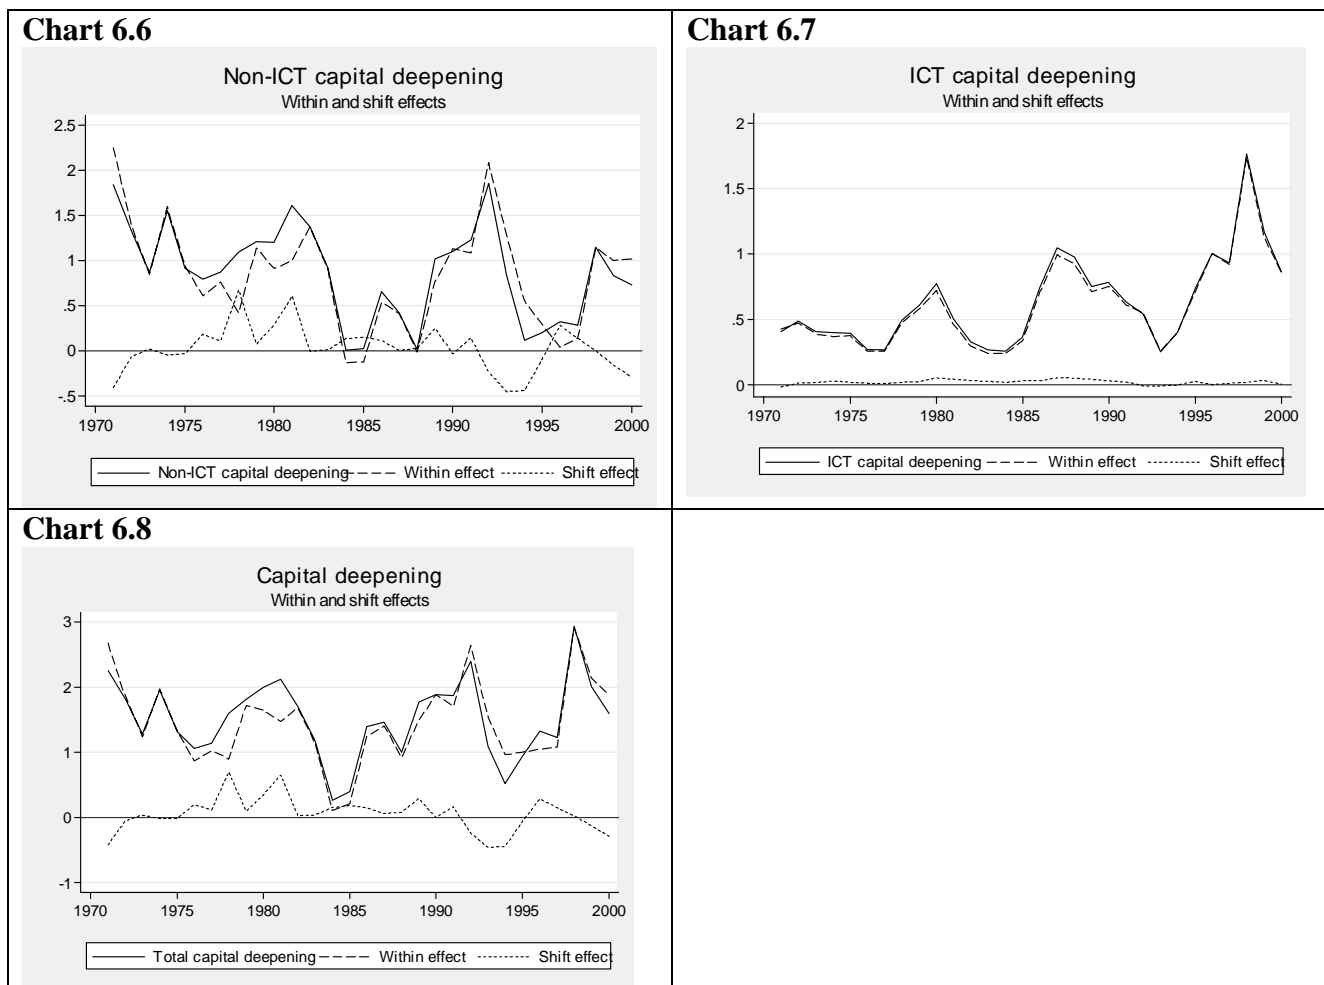 Chart 6.6
Non-ICT capital deepening
Within and shift effects
2.5
2
1.5
1
.5
0
-.5
1970 1975 1980 1985 1990 1995 2000
Non-ICT capital deepening Within effect Shift effect
Chart 6.7
ICT capital deepening
Within and shift effects
2
1.5
1
.5
0
1970 1975 1980 1985 1990 1995 2000
ICT capital deepening Within effect Shift effect
Chart 6.8
Capital deepening
Within and shift effects
3
2
1
0
-1
1970 1975 1980 1985 1990 1995 2000
Total capital deepening Within effect Shift effect